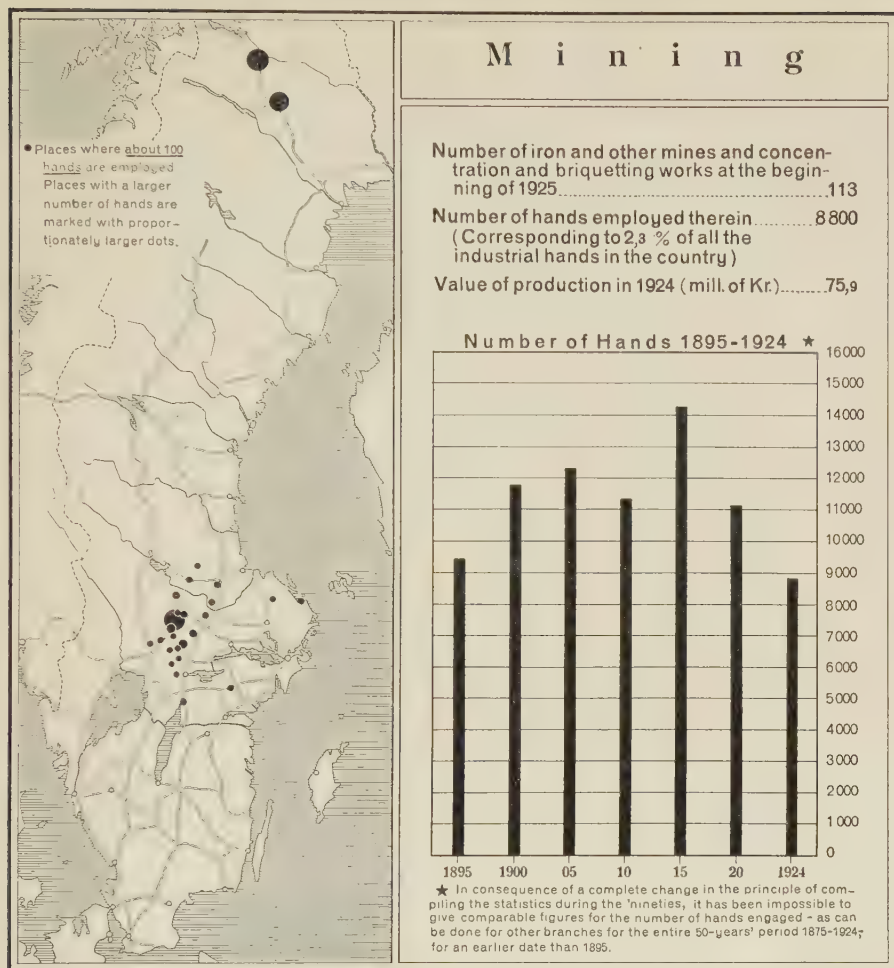 Mining
• Places where about 100
hands are employed
Places with a larger
number of hands are
marked with propor-
tionately larger dots.
Number of iron and other mines and concen-
tration and briquetting works at the begin-
ning of 1925........113
Number of hands employed therein........8800
(Corresponding to 2,3 % of all the
industrial hands in the country)
Value of production in 1924 (mill. of Kr.)........75,9
Number of Hands 1895-1924 ★
16000
15000
14000
13000
12000
11000
10000
9000
8000
7000
6000
5000
4000
3000
2000
1000
0
1895 1900 05 10 15 20 1924
★ In consequence of a complete change in the principle of com-
piling the statistics during the 'nineties, it has been impossible to
give comparable figures for the number of hands engaged - as can
be done for other branches for the entire 50-years' period 1875-1924,-
for an earlier date than 1895.